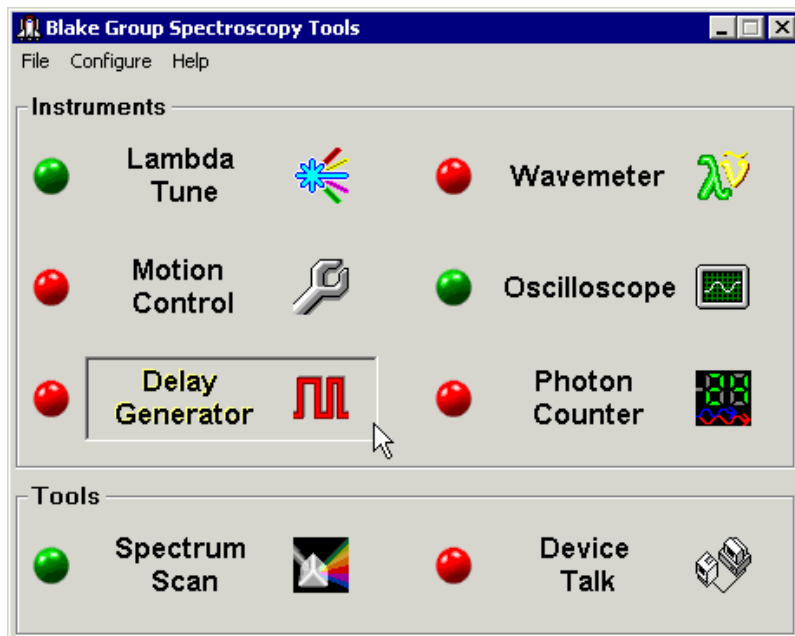 Blake Group Spectroscopy Tools
File Configure Help
Instruments
Lambda
Tune
Wavemeter
Motion
Control
Oscilloscope
Delay
Generator
Photon
Counter
Tools
Spectrum
Scan
Device
Talk